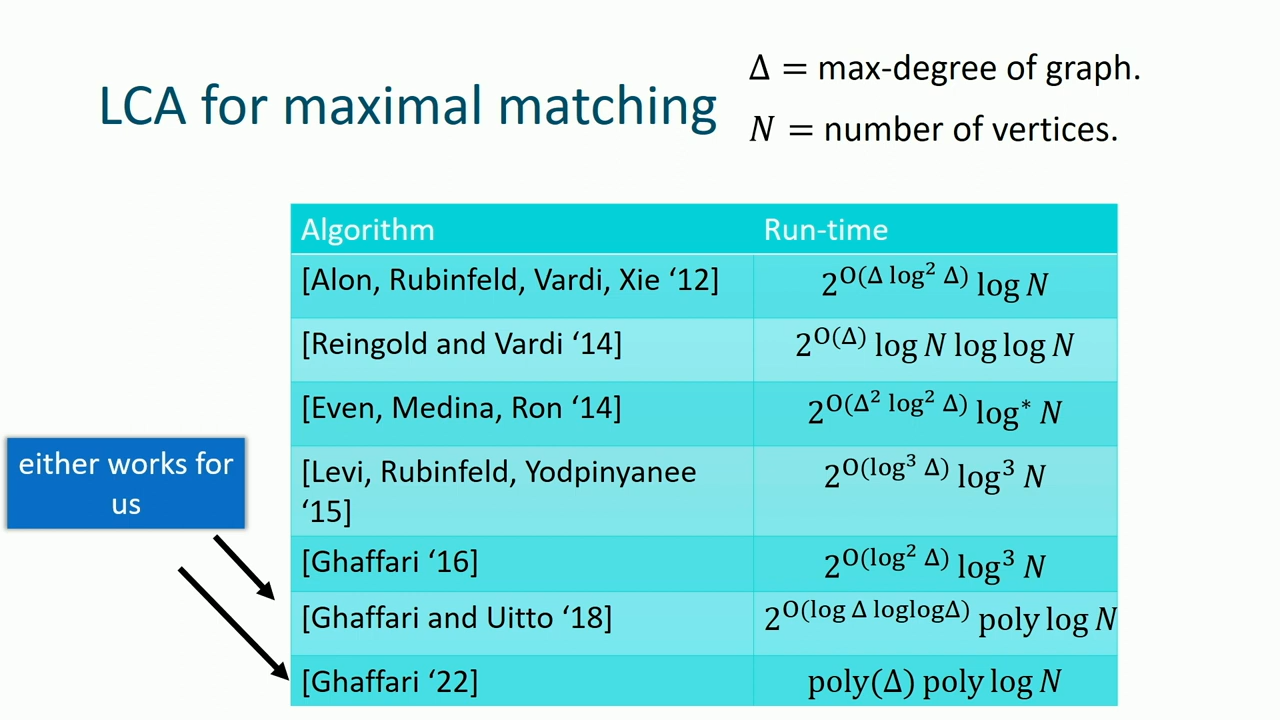 LCA for maximal matching
Δ = max-degree of graph.
N = number of vertices.
Algorithm Run-time
[Alon, Rubinfeld, Vardi, Xie ‘12] 2^O(Δ log² Δ) log N
[Reingold and Vardi ‘14] 2^O(Δ) log N log log N
[Even, Medina, Ron ‘14] 2^O(Δ² log² Δ) log* N
either works for
us
[Levi, Rubinfeld, Yodpinyanee 2^O(log³ Δ) log³ N
‘15]
[Ghaffari ‘16] 2^O(log² Δ) log³ N
[Ghaffari and Uitto ‘18] 2^O(log Δ loglogΔ) poly log N
[Ghaffari ‘22] poly(Δ) poly log N